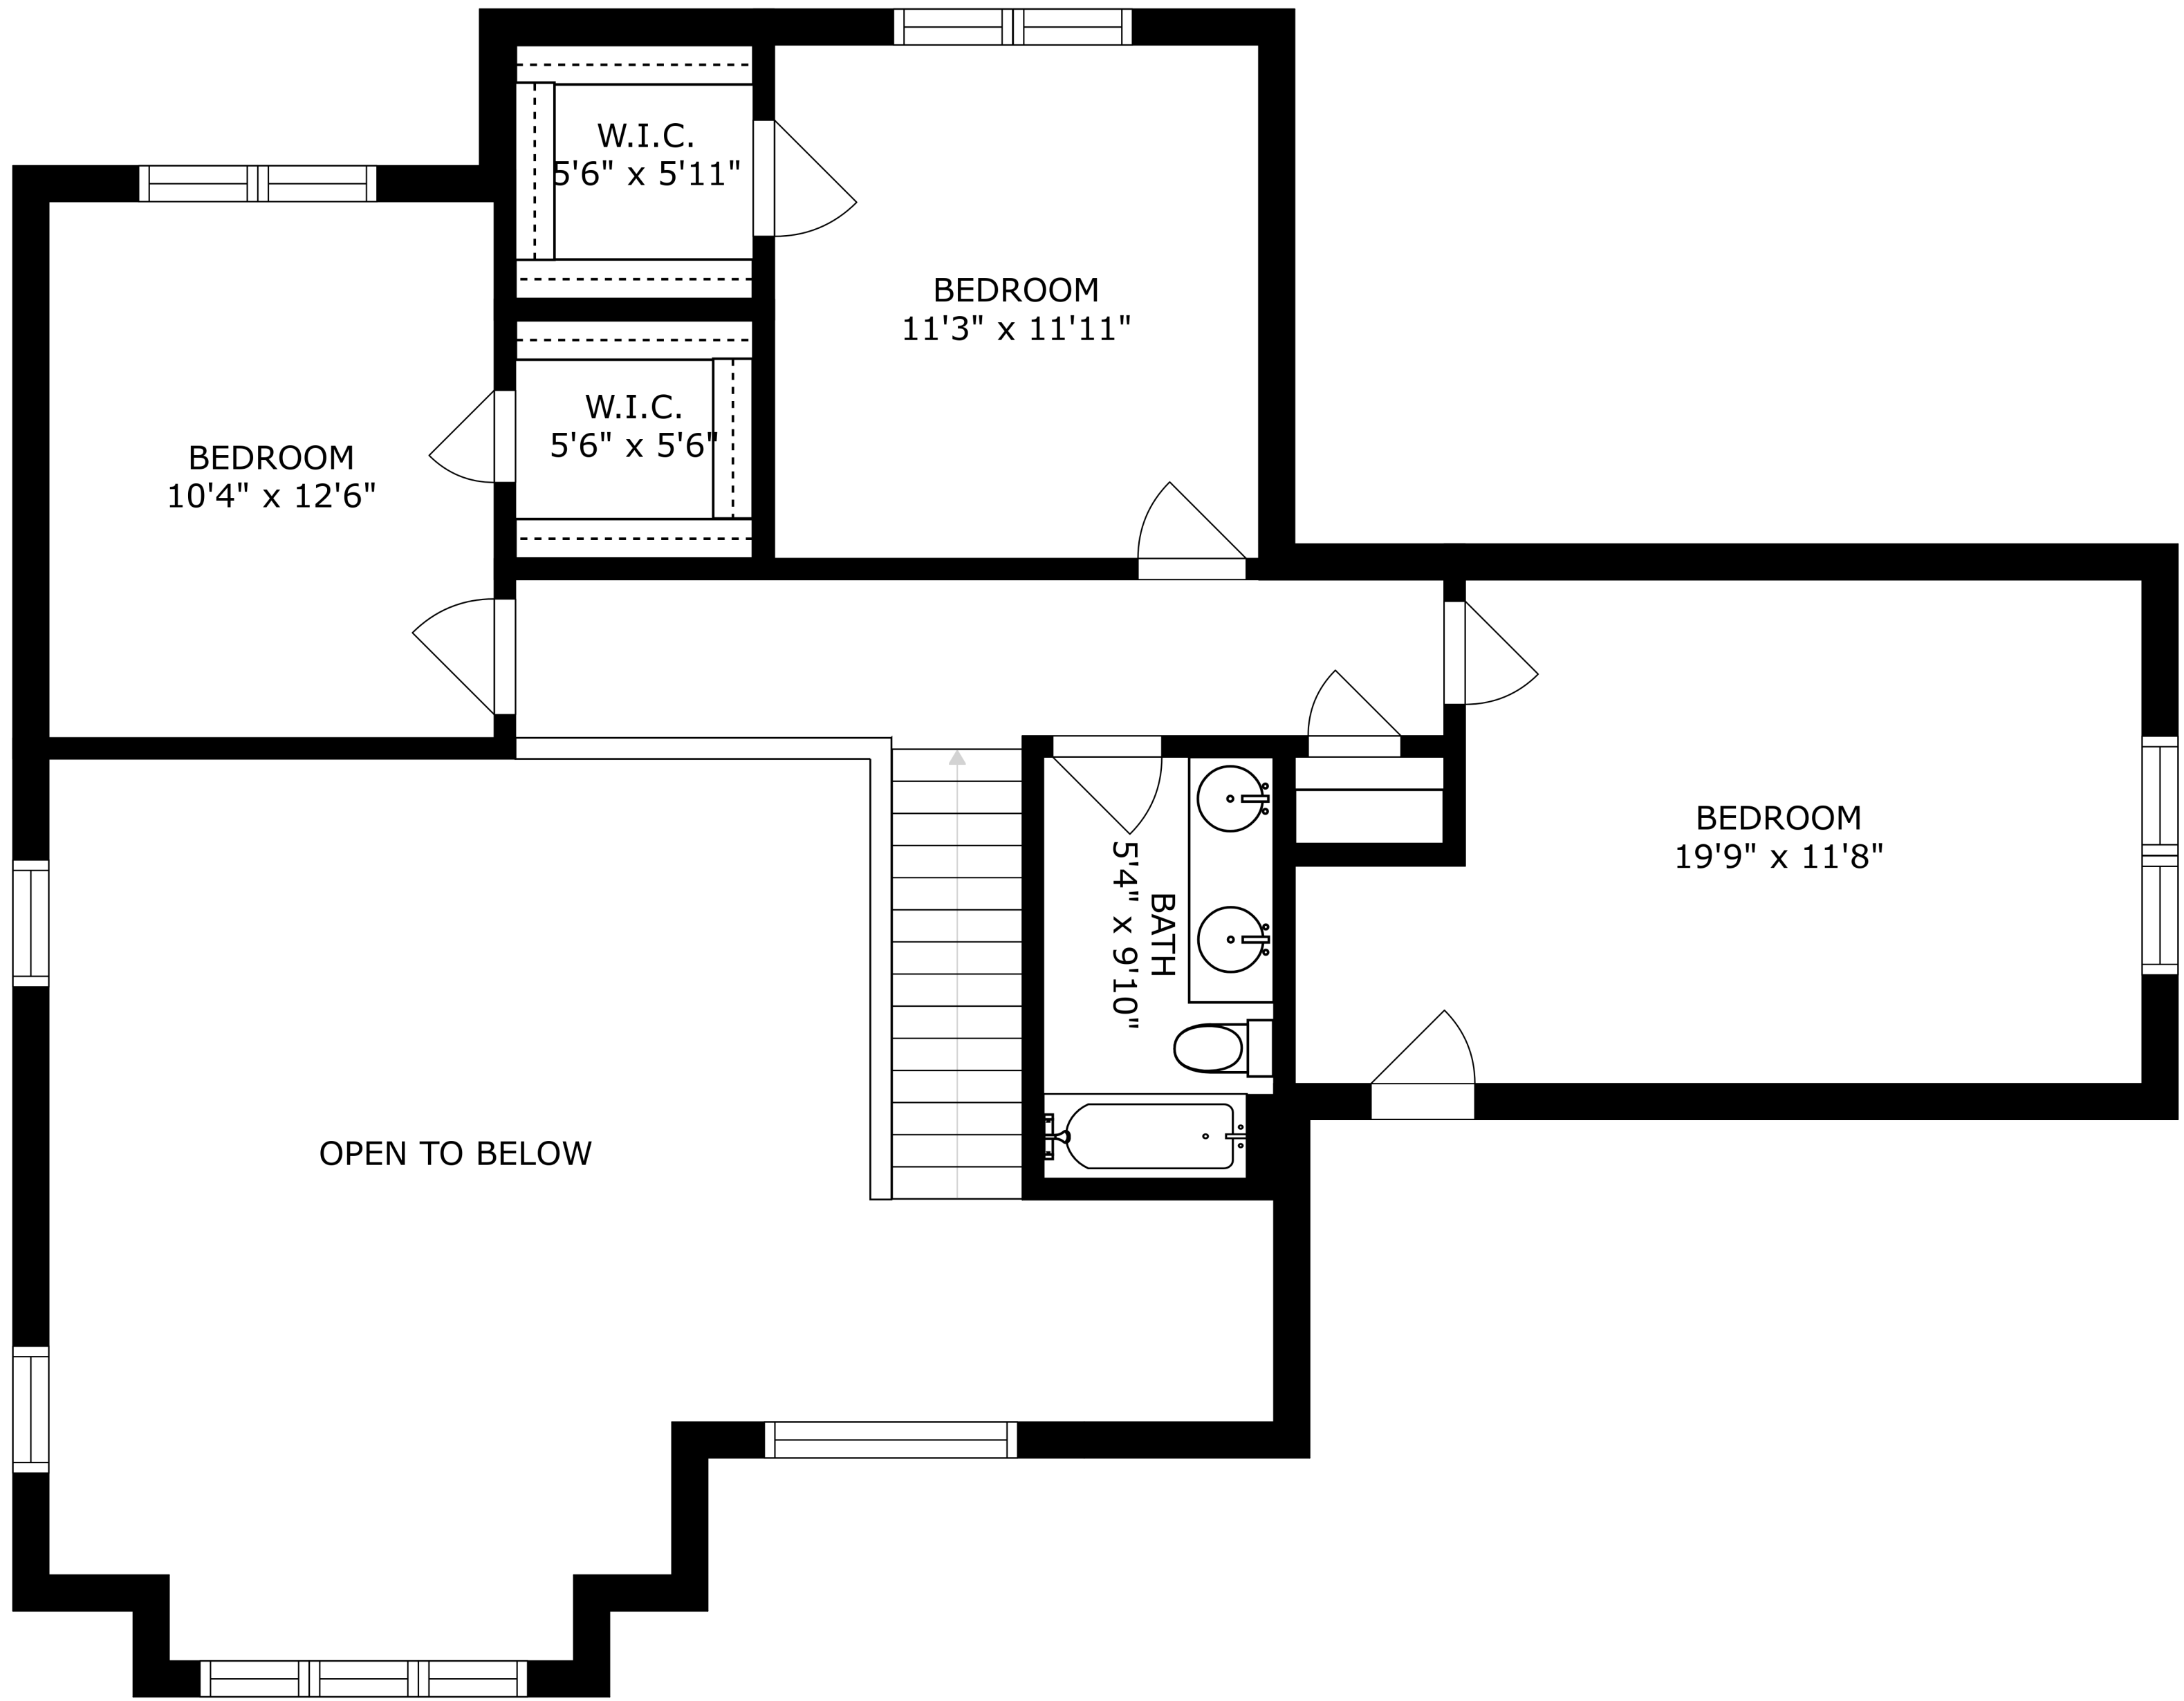 W.I.C.
5'6" x 5'11"
BEDROOM
11'3" x 11'11"
W.I.C.
5'6" x 5'6"
BEDROOM
10'4" x 12'6"
BEDROOM
19'9" x 11'8"
BATH
5'4" x 9'10"
OPEN TO BELOW